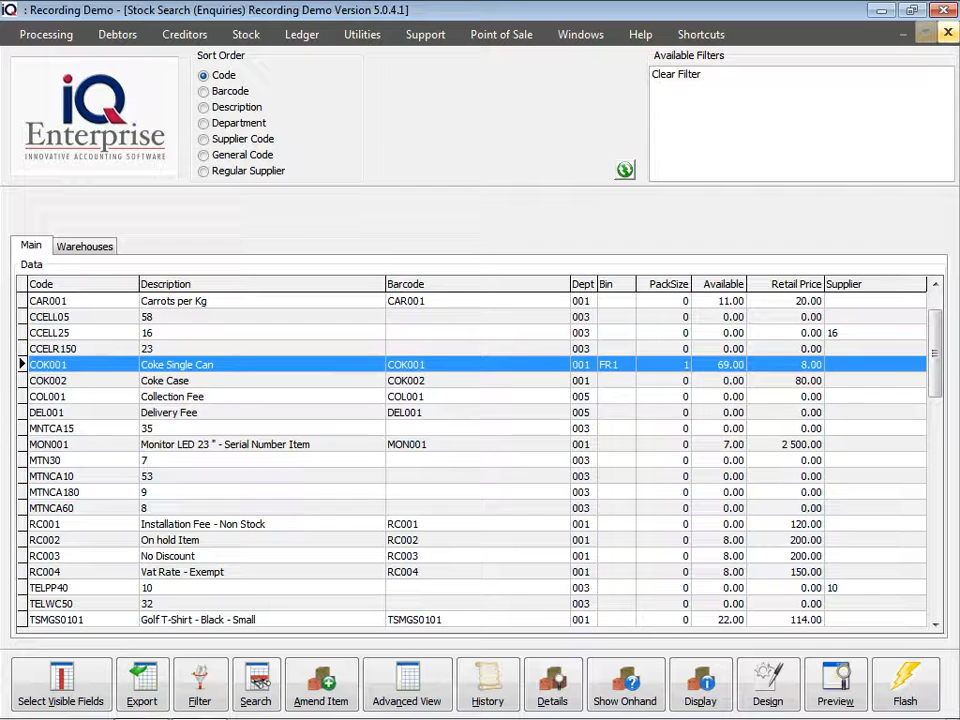 iQ : Recording Demo - [Stock Search (Enquiries) Recording Demo Version 5.0.4.1]
Processing Debtors Creditors Stock Ledger Utilities Support Point of Sale Windows Help Shortcuts
Sort Order
Code
Barcode
Description
Department
Supplier Code
General Code
Regular Supplier
iQ
Enterprise
INNOVATIVE ACCOUNTING SOFTWARE
Available Filters
Clear Filter
Main Warehouses
Data
Code Description Barcode Dept Bin PackSize Available Retail Price Supplier
CAR001 Carrots per Kg CAR001 001 0 11.00 20.00
CCELL05 58 003 0 0.00 0.00
CCELL25 16 003 0 0.00 0.00 16
CCELR150 23 003 0 0.00 0.00
COK001 Coke Single Can COK001 001 FR1 1 69.00 8.00
COK002 Coke Case COK002 001 0 0.00 80.00
COL001 Collection Fee COL001 005 0 0.00 0.00
DEL001 Delivery Fee DEL001 005 0 0.00 0.00
MNTCA15 35 003 0 0.00 0.00
MON001 Monitor LED 23 " - Serial Number Item MON001 001 0 7.00 2 500.00
MTN30 7 003 0 0.00 0.00
MTNCA10 53 003 0 0.00 0.00
MTNCA180 9 003 0 0.00 0.00
MTNCA60 8 003 0 0.00 0.00
RC001 Installation Fee - Non Stock RC001 001 0 0.00 120.00
RC002 On hold Item RC002 001 0 8.00 200.00
RC003 No Discount RC003 001 0 8.00 200.00
RC004 Vat Rate - Exempt RC004 001 0 8.00 150.00
TELPP40 10 003 0 0.00 0.00 10
TELWC50 32 003 0 0.00 0.00
TSMGS0101 Golf T-Shirt - Black - Small TSMGS0101 001 0 22.00 114.00
Select Visible Fields Export Filter Search Amend Item Advanced View History Details Show Onhand Display Design Preview Flash